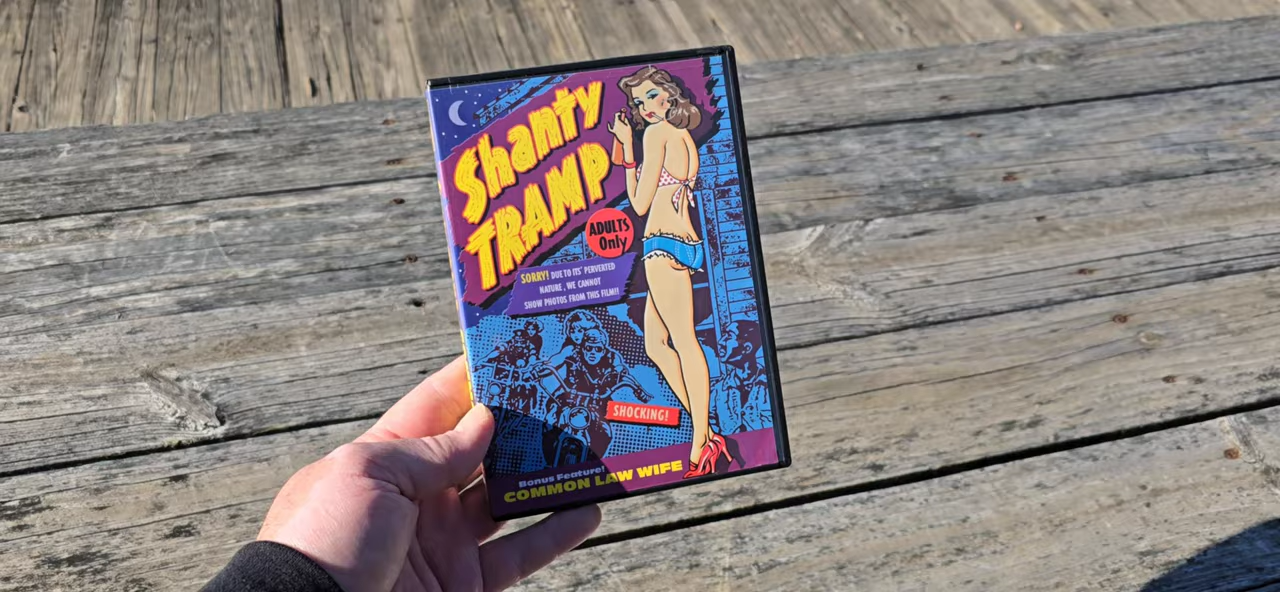 Shanty
TRAMP
ADULTS
Only
SORRY! DUE TO ITS' PERVERTED
NATURE, WE CANNOT
SHOW PHOTOS FROM THIS FILM!!
SHOCKING!
Bonus Feature!
COMMON LAW WIFE